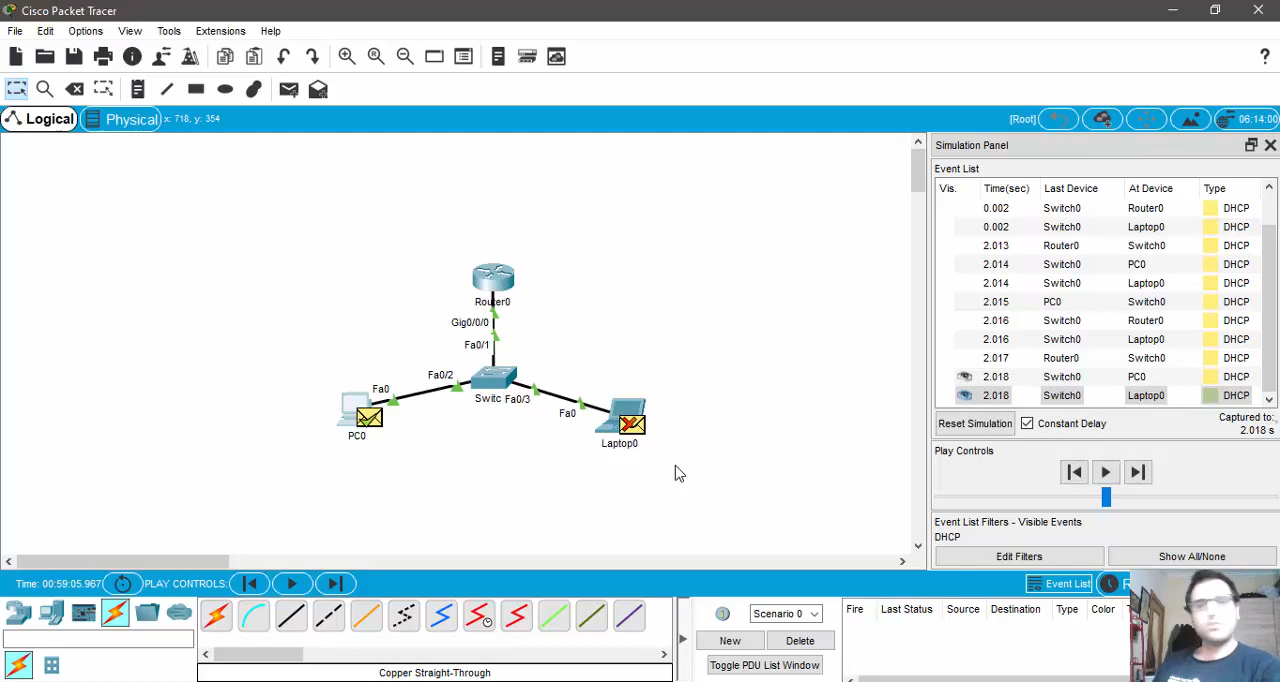 Cisco Packet Tracer
File Edit Options View Tools Extensions Help
?
Logical Physical x: 718, y: 354 [Root] 06:14:00
Simulation Panel
Event List
Vis. Time(sec) Last Device At Device Type
0.002 Switch0 Router0 DHCP
0.002 Switch0 Laptop0 DHCP
2.013 Router0 Switch0 DHCP
2.014 Switch0 PC0 DHCP
2.014 Switch0 Laptop0 DHCP
2.015 PC0 Switch0 DHCP
2.016 Switch0 Router0 DHCP
2.016 Switch0 Laptop0 DHCP
2.017 Router0 Switch0 DHCP
2.018 Switch0 PC0 DHCP
2.018 Switch0 Laptop0 DHCP
Router0
Gig0/0/0
Fa0/1
Fa0/2
Fa0
Switc Fa0/3
Fa0
PC0
Laptop0
Reset Simulation Constant Delay Captured to:
2.018 s
Play Controls
Event List Filters - Visible Events
DHCP
Edit Filters Show All/None
Time: 00:59:05.967 PLAY CONTROLS: Event List R
Scenario 0
Fire Last Status Source Destination Type Color
New Delete
Toggle PDU List Window
Copper Straight-Through